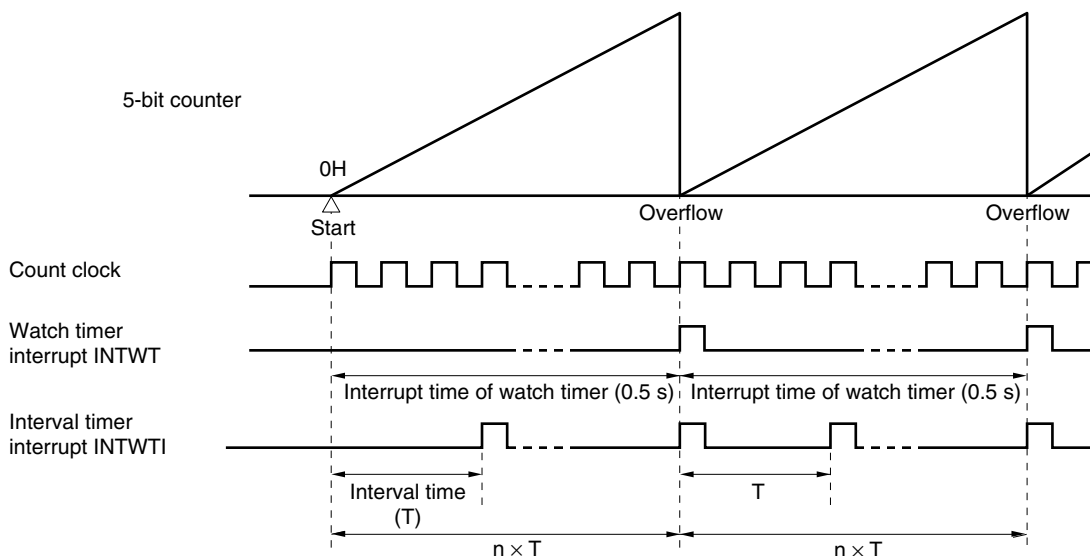 5-bit counter
0H
Start
Overflow
Overflow
Count clock
Watch timer
interrupt INTWT
Interrupt time of watch timer (0.5 s)
Interrupt time of watch timer (0.5 s)
Interval timer
interrupt INTWTI
Interval time
(T)
T
n × T
n × T